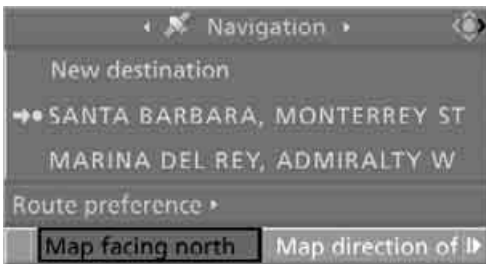 Navigation
New destination
SANTA BARBARA, MONTERREY ST
MARINA DEL REY, ADMIRALTY W
Route preference
Map facing north Map direction of